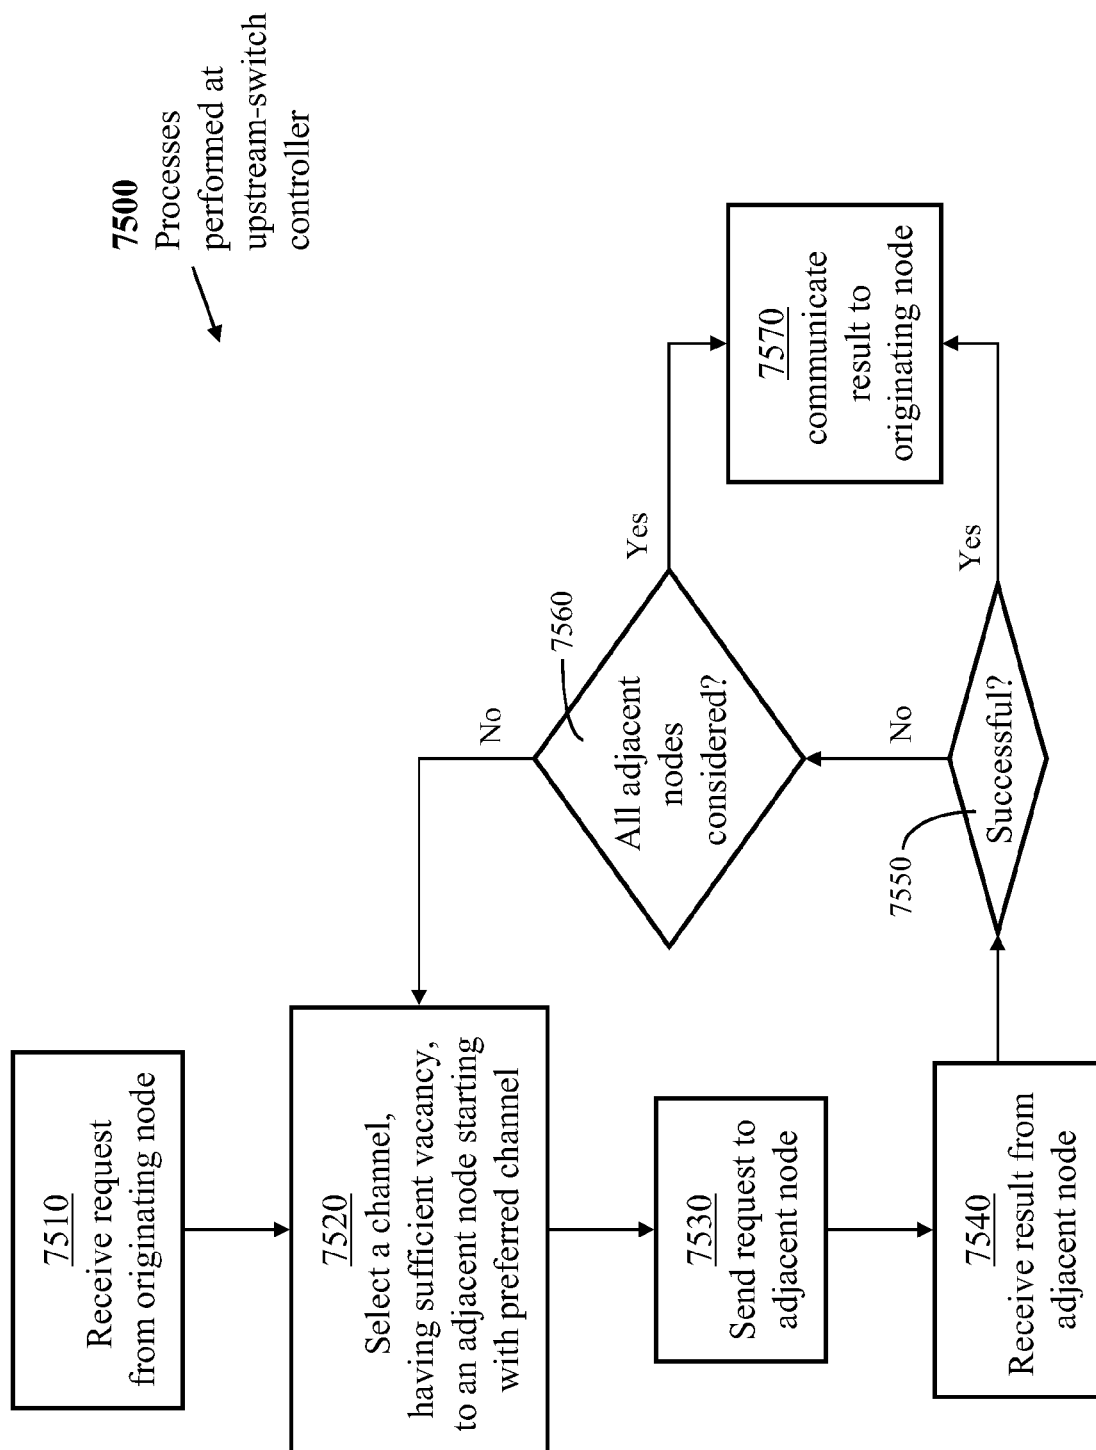 7500
Processes
performed at
upstream-switch
controller
7510
Receive request
from originating node
7520
Select a channel,
having sufficient vacancy,
to an adjacent node starting
with preferred channel
7530
Send request to
adjacent node
7540
Receive result from
adjacent node
7550
Successful?
No
Yes
7560
All adjacent
nodes
considered?
No
Yes
7570
communicate
result to
originating node